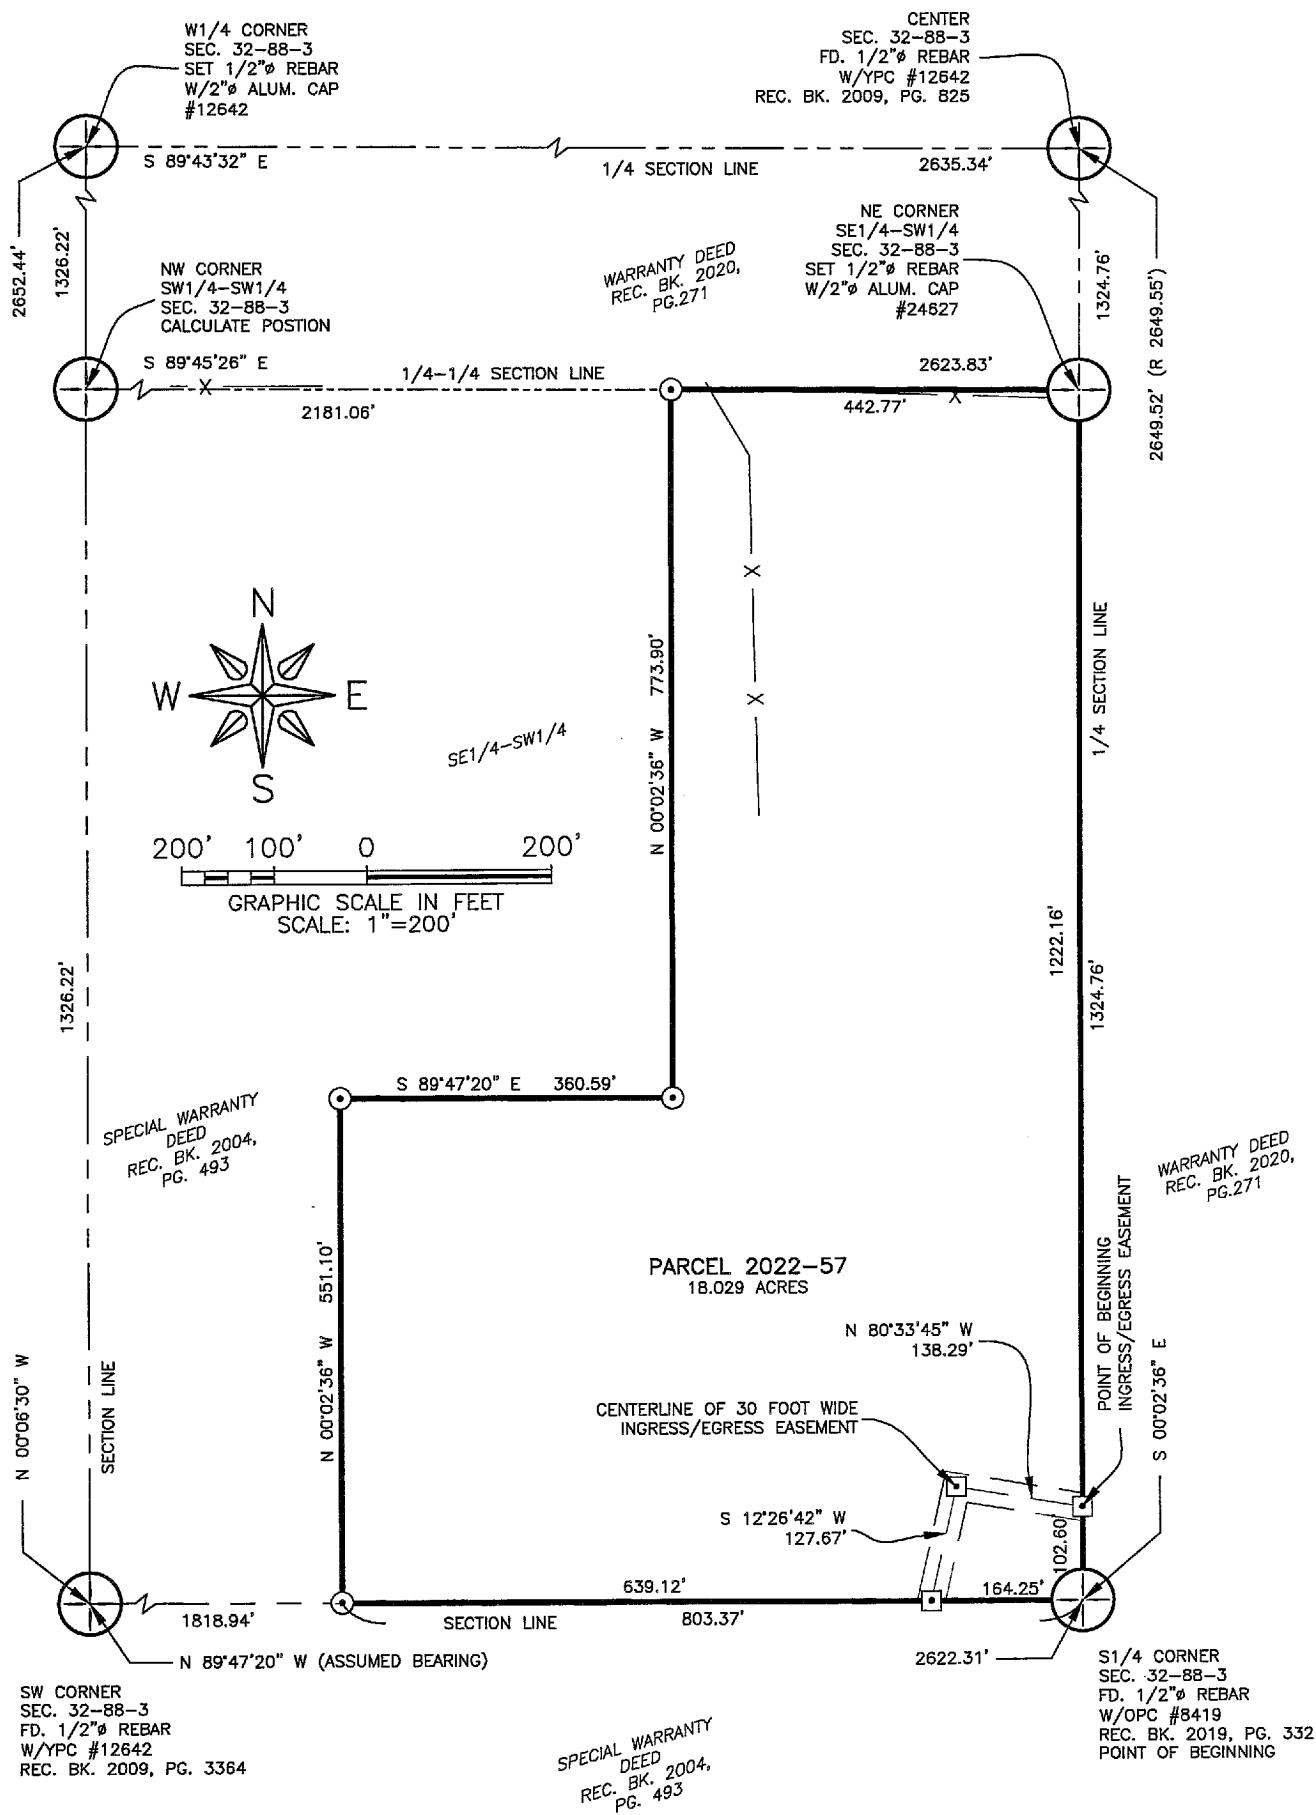 W1/4 CORNER
SEC. 32-88-3
SET 1/2"ø REBAR
W/2"ø ALUM. CAP
#12642
CENTER
SEC. 32-88-3
FD. 1/2"ø REBAR
W/YPC #12642
REC. BK. 2009, PG. 825
S 89°43'32" E
1/4 SECTION LINE
2635.34'
2652.44'
1326.22'
NW CORNER
SW1/4-SW1/4
SEC. 32-88-3
CALCULATE POSTION
WARRANTY DEED
REC. BK. 2020,
PG.271
NE CORNER
SE1/4-SW1/4
SEC. 32-88-3
SET 1/2"ø REBAR
W/2"ø ALUM. CAP
#24627
1324.76'
2649.52' (R 2649.55')
S 89°45'26" E
1/4-1/4 SECTION LINE
2623.83'
X
2181.06'
442.77'
X
X
X
N
W E
S
SE1/4-SW1/4
N 00°02'36" W 773.90'
1/4 SECTION LINE
200' 100' 0 200'
GRAPHIC SCALE IN FEET
SCALE: 1"=200'
1326.22'
1222.16'
1324.76'
S 89°47'20" E 360.59'
SPECIAL WARRANTY
DEED
REC. BK. 2004,
PG. 493
WARRANTY DEED
REC. BK. 2020,
PG.271
N 00°02'36" W 551.10'
PARCEL 2022-57
18.029 ACRES
POINT OF BEGINNING
INGRESS/EGRESS EASEMENT
N 80°33'45" W
138.29'
S 00°02'36" E
N 00°06'30" W
SECTION LINE
CENTERLINE OF 30 FOOT WIDE
INGRESS/EGRESS EASEMENT
S 12°26'42" W
127.67'
102.60'
639.12'
164.25'
1818.94'
SECTION LINE
803.37'
N 89°47'20" W (ASSUMED BEARING)
2622.31'
SW CORNER
SEC. 32-88-3
FD. 1/2"ø REBAR
W/YPC #12642
REC. BK. 2009, PG. 3364
S1/4 CORNER
SEC. 32-88-3
FD. 1/2"ø REBAR
W/OPC #8419
REC. BK. 2019, PG. 332
POINT OF BEGINNING
SPECIAL WARRANTY
DEED
REC. BK. 2004,
PG. 493